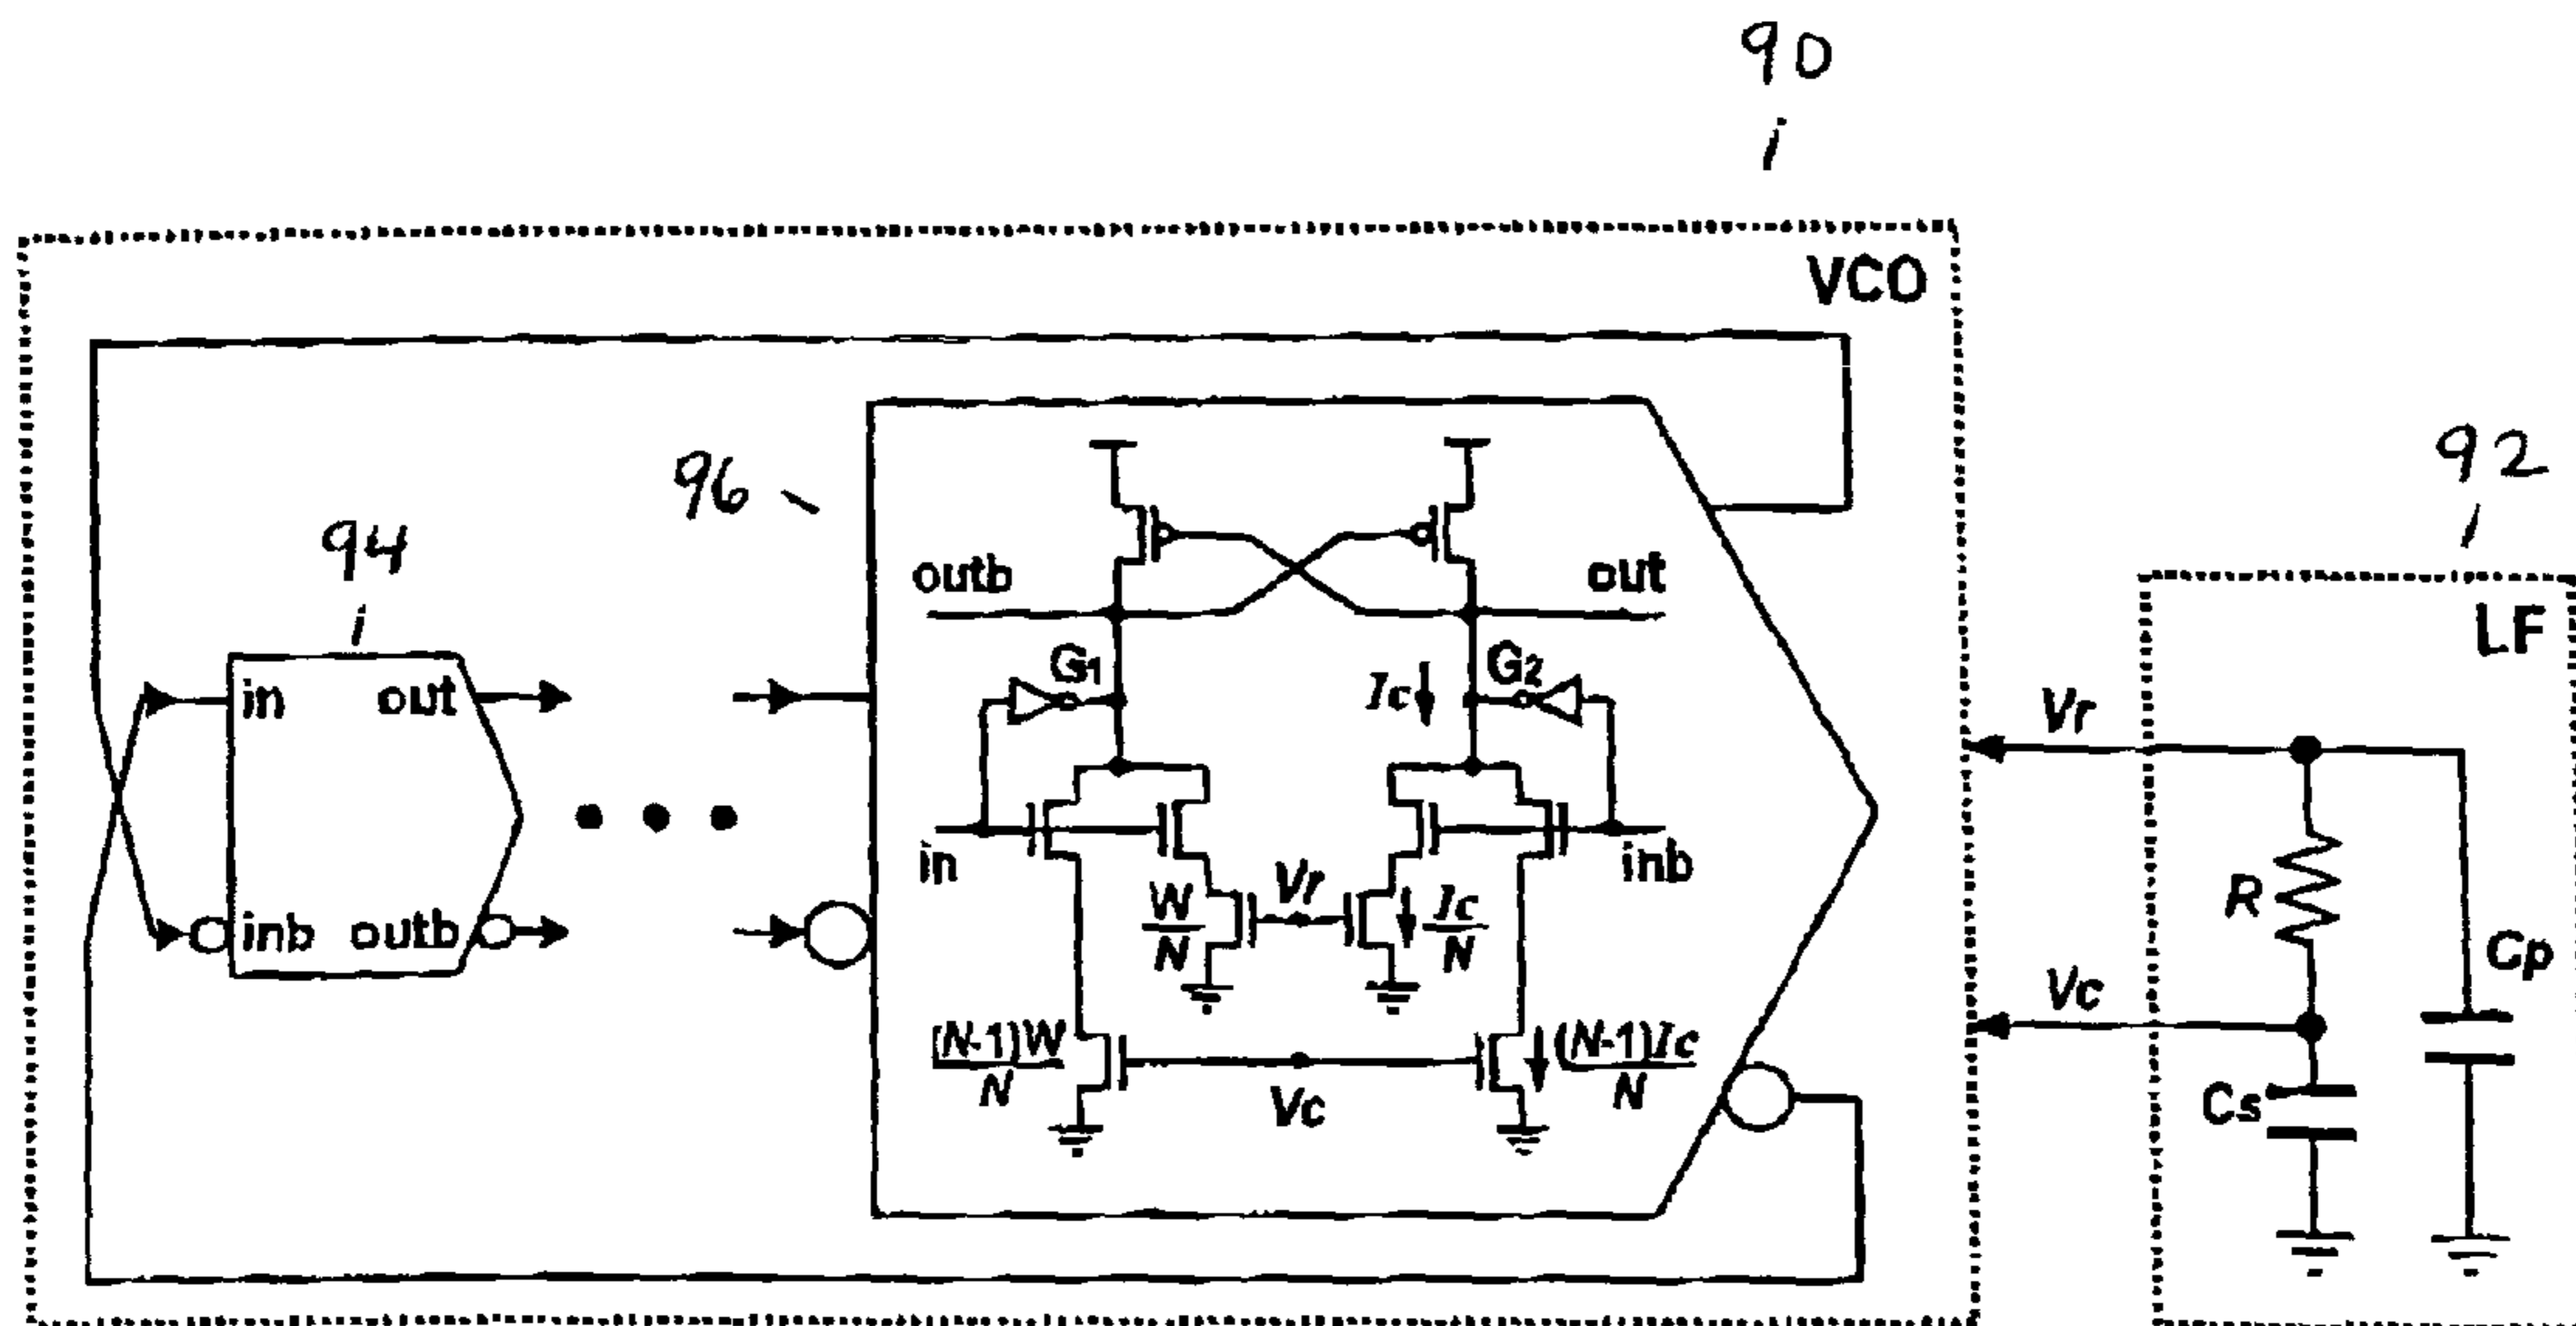 90
VCO
92
LF
96
94
outb
out
G1
Ic
G2
in
out
inb
outb
in
inb
Vr
W/N
Ic/N
(N-1)W/N
(N-1)Ic/N
Vc
Vr
Vc
R
Cp
Cs